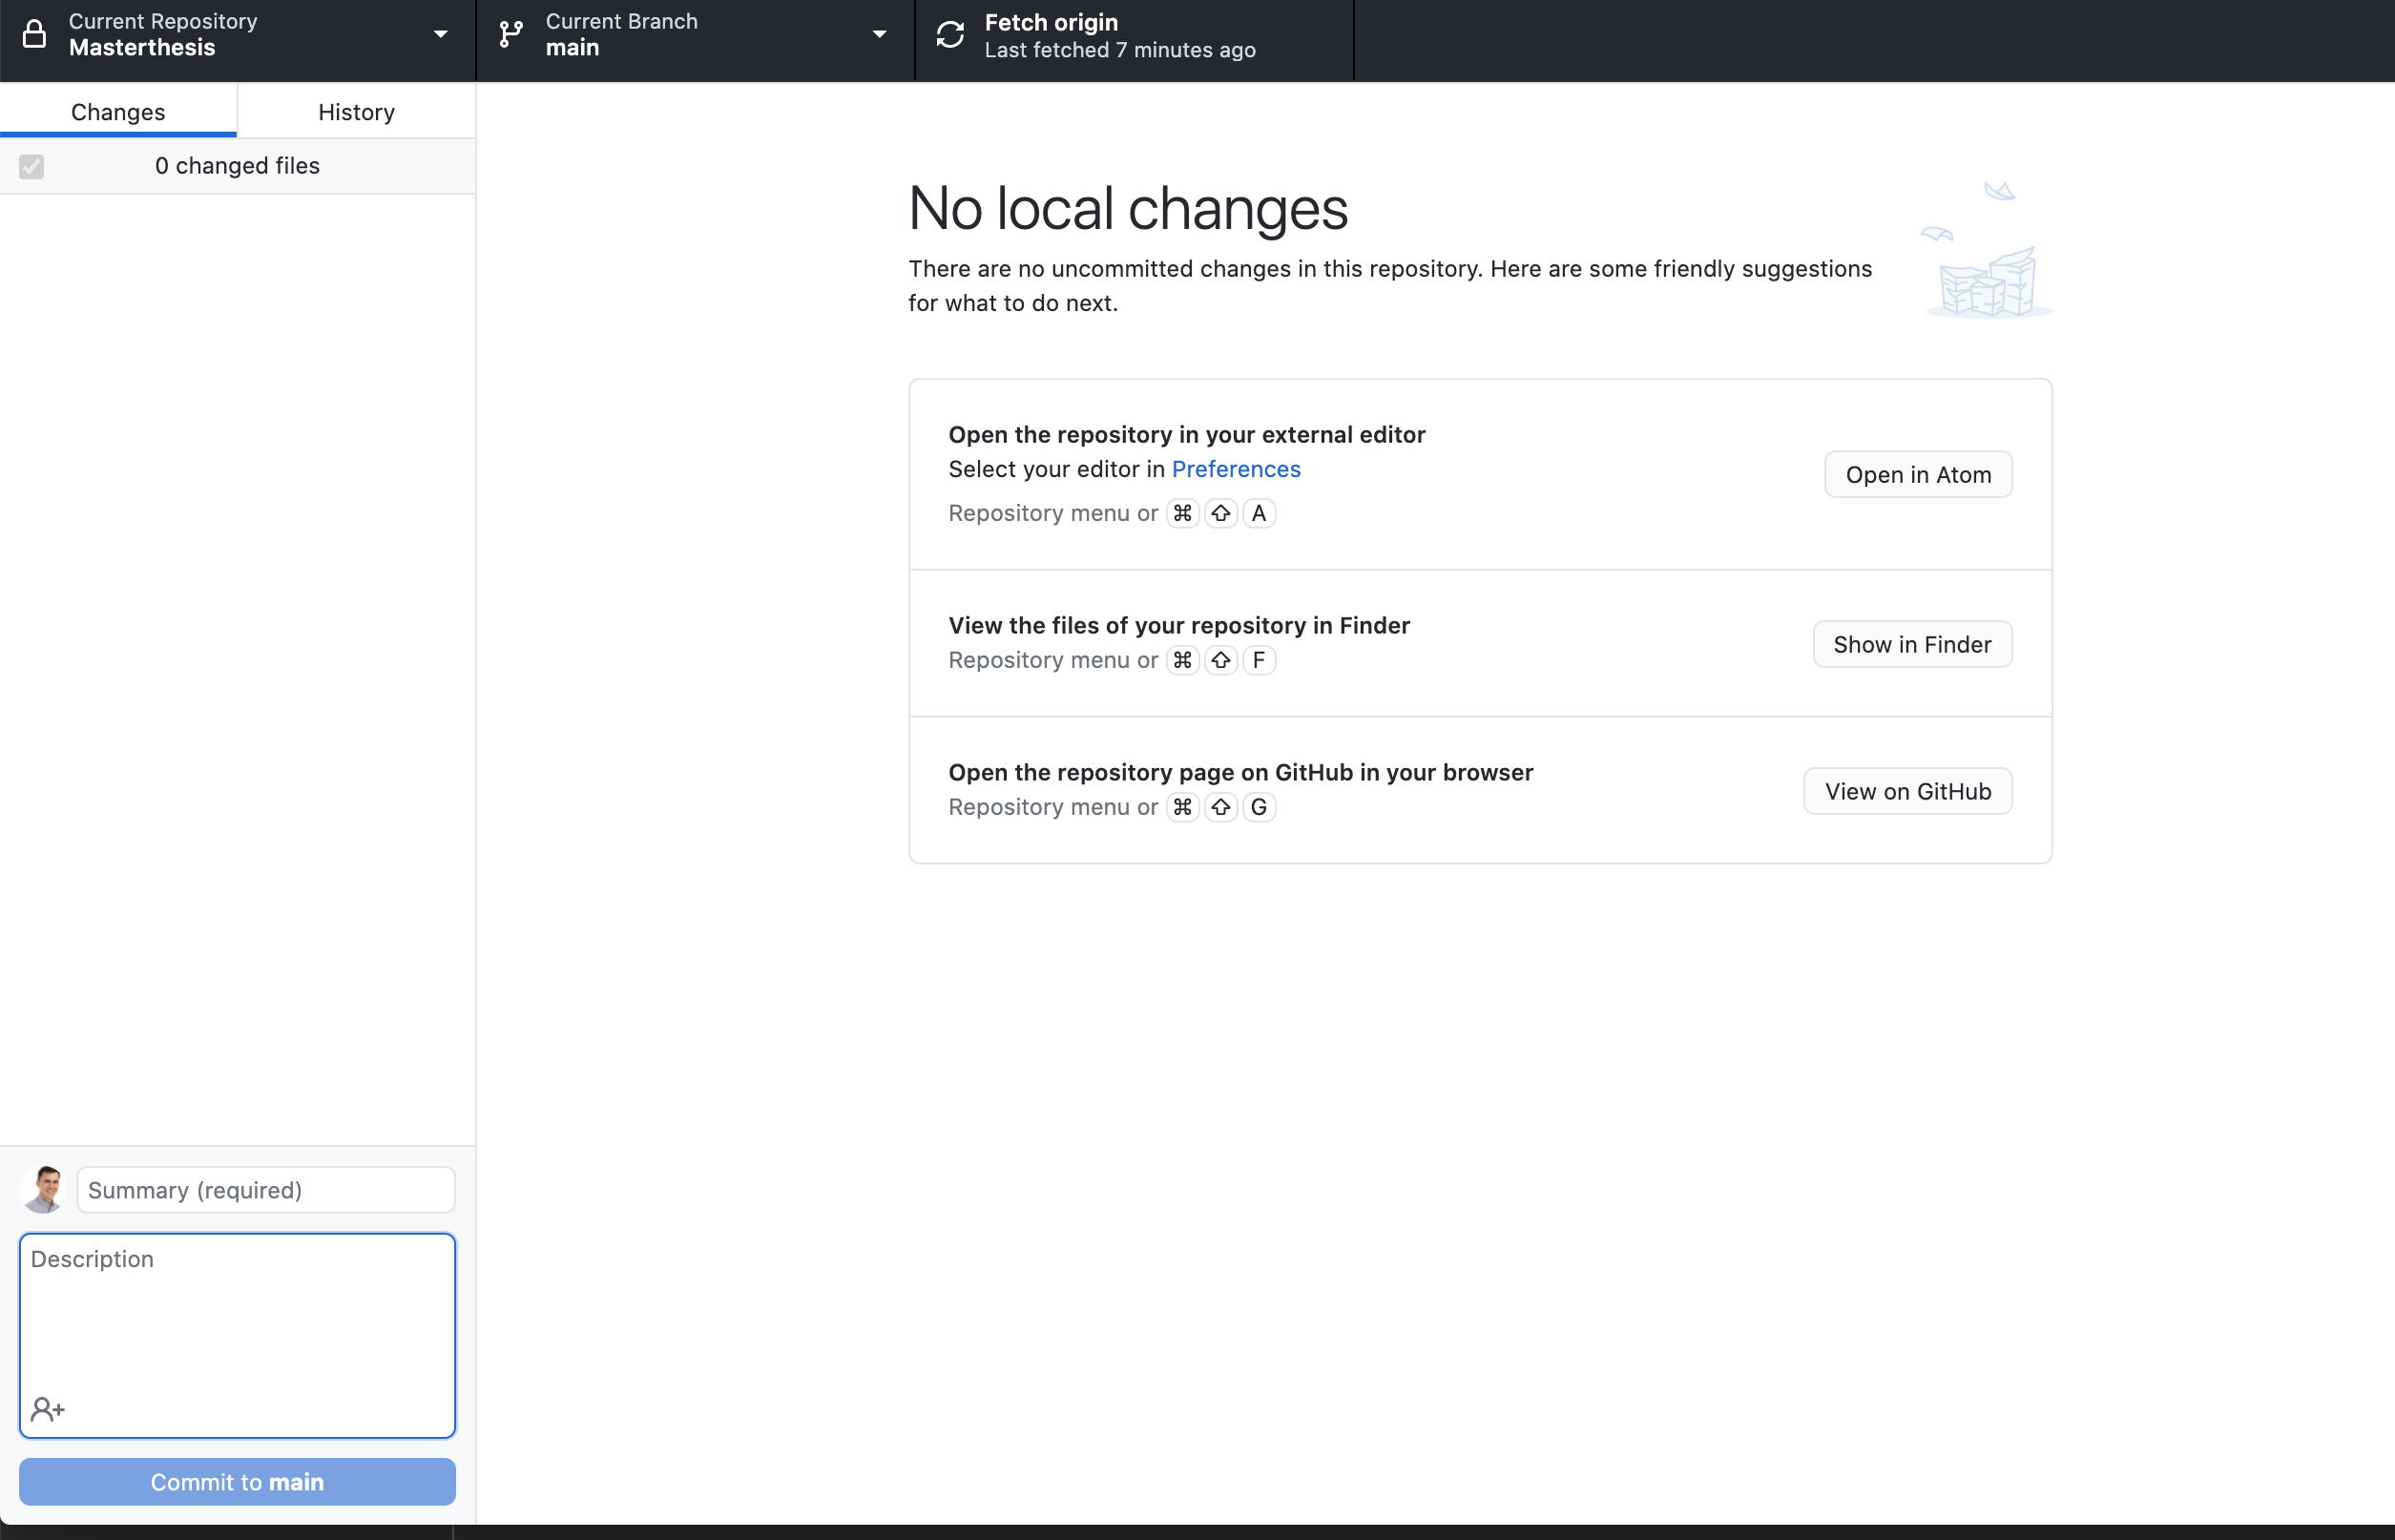 Current Repository
Masterthesis
Current Branch
main
Fetch origin
Last fetched 7 minutes ago
Changes
History
0 changed files
No local changes
There are no uncommitted changes in this repository. Here are some friendly suggestions
for what to do next.
Open the repository in your external editor
Select your editor in Preferences
Repository menu or ⌘ ⇧ A
Open in Atom
View the files of your repository in Finder
Repository menu or ⌘ ⇧ F
Show in Finder
Open the repository page on GitHub in your browser
Repository menu or ⌘ ⇧ G
View on GitHub
Summary (required)
Description
Commit to main